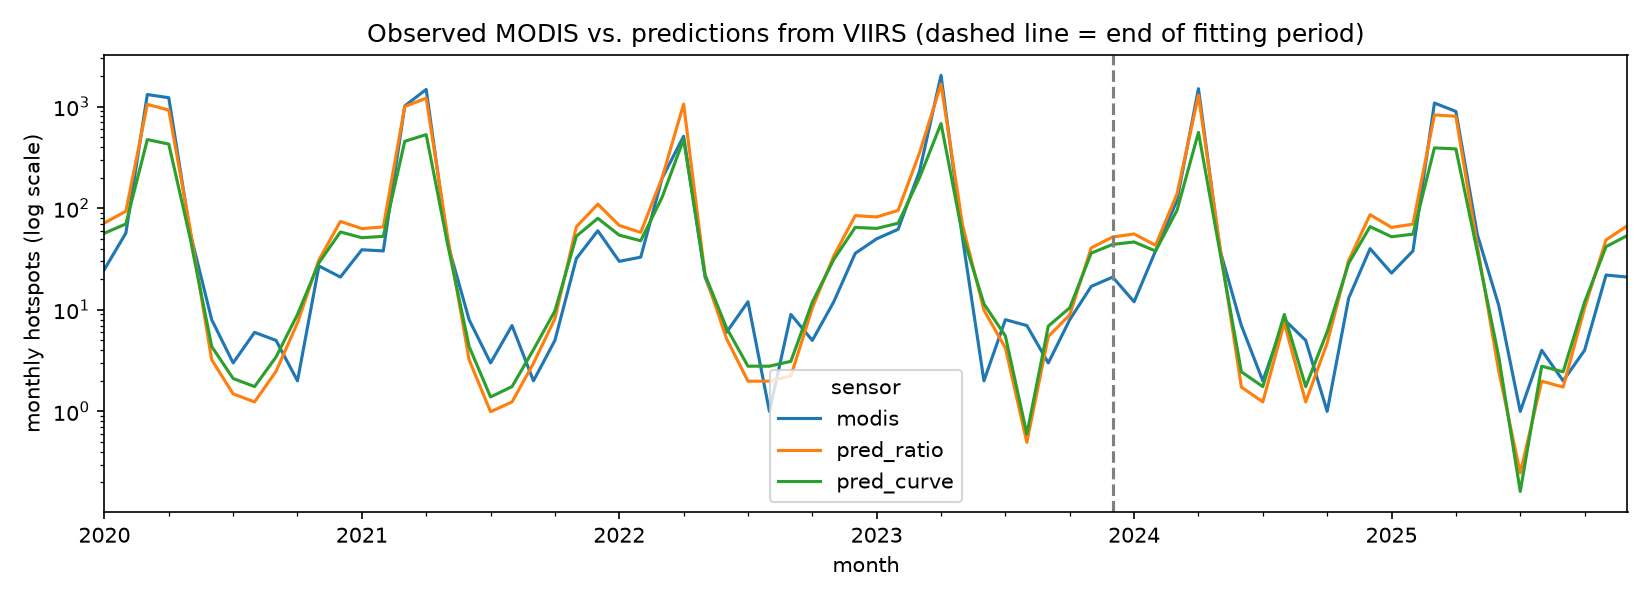 Observed MODIS vs. predictions from VIIRS (dashed line = end of fitting period)
monthly hotspots (log scale)
10³
10²
10¹
10⁰
sensor
modis
pred_ratio
pred_curve
2020
2021
2022
2023
2024
2025
month